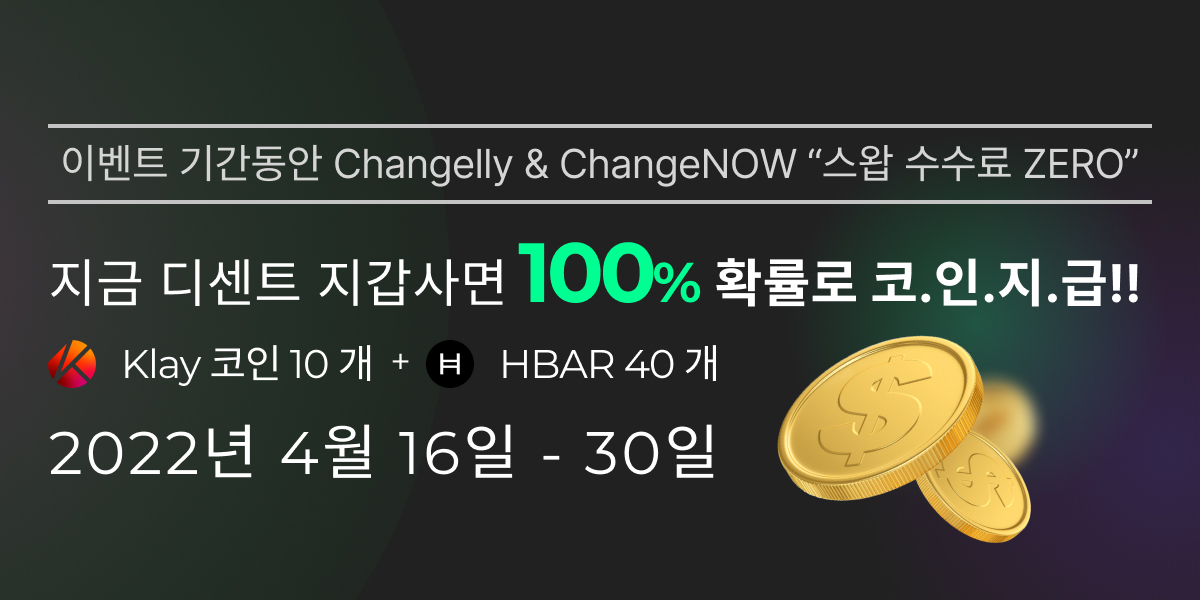 이벤트 기간동안 Changelly & ChangeNOW “스왑 수수료 ZERO”
지금 디센트 지갑사면 100% 확률로 코.인.지.급!!
Klay 코인 10 개 + HBAR 40 개
2022년 4월 16일 - 30일